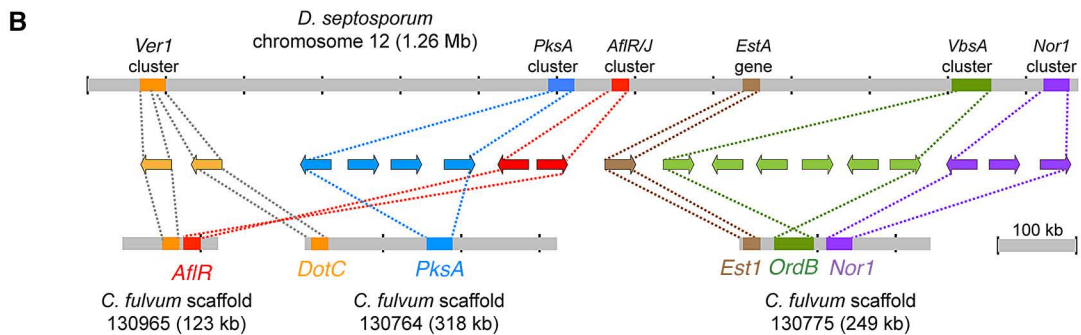 B
D. septosporum
chromosome 12 (1.26 Mb)
Ver1
cluster
PksA
cluster
AflR/J
cluster
EstA
gene
VbsA
cluster
Nor1
cluster
100 kb
AflR
DotC
PksA
Est1
OrdB
Nor1
C. fulvum scaffold
130965 (123 kb)
C. fulvum scaffold
130764 (318 kb)
C. fulvum scaffold
130775 (249 kb)